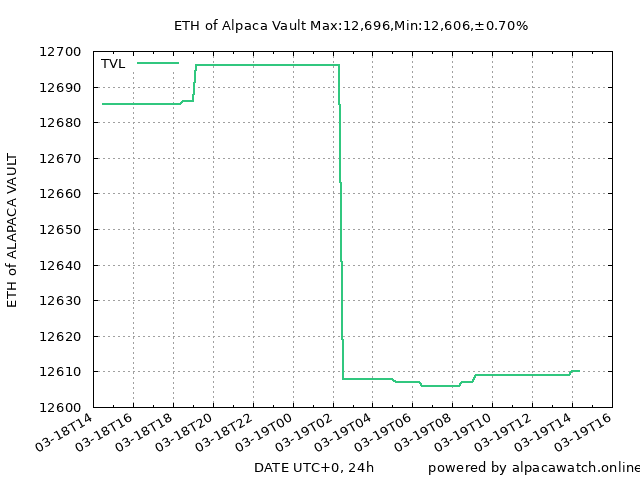 ETH of Alpaca Vault Max:12,696,Min:12,606,±0.70%
TVL
ETH of ALAPACA VAULT
12700
12690
12680
12670
12660
12650
12640
12630
12620
12610
12600
03-18T14
03-18T16
03-18T18
03-18T20
03-18T22
03-19T00
03-19T02
03-19T04
03-19T06
03-19T08
03-19T10
03-19T12
03-19T14
03-19T16
DATE UTC+0, 24h
powered by alpacawatch.online